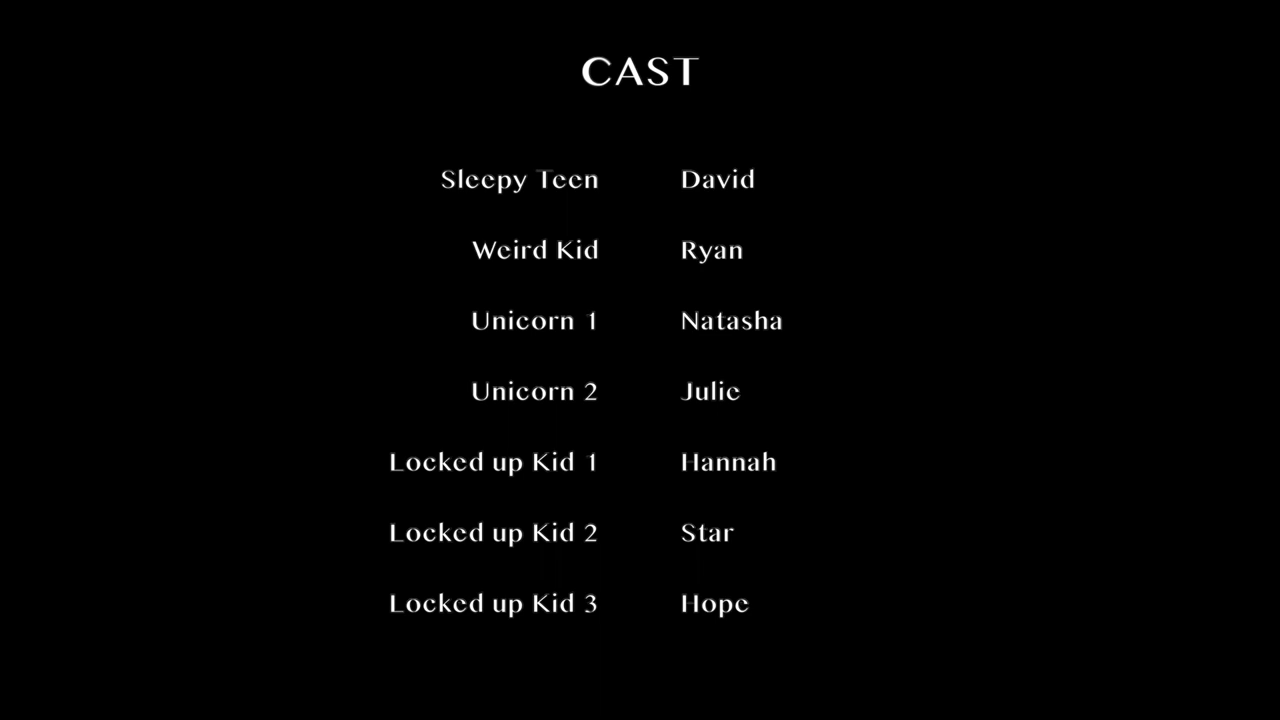 CAST
Sleepy Teen David
Weird Kid Ryan
Unicorn 1 Natasha
Unicorn 2 Julie
Locked up Kid 1 Hannah
Locked up Kid 2 Star
Locked up Kid 3 Hope